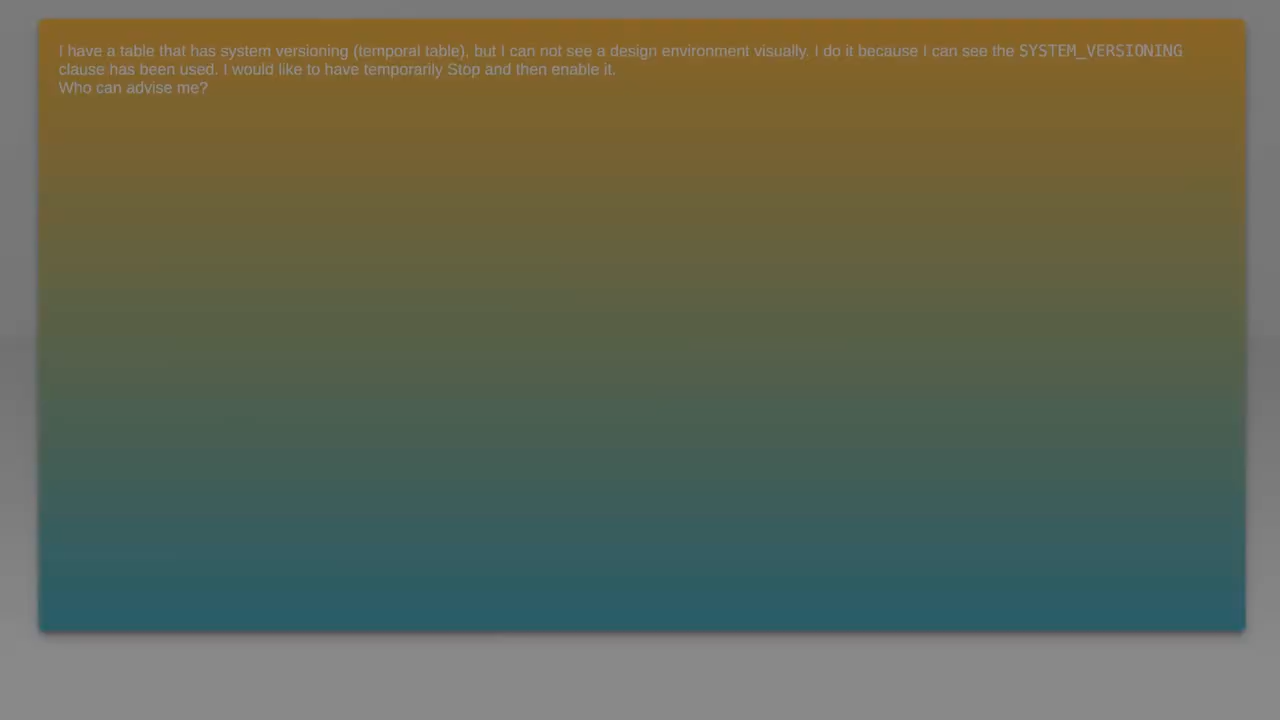 I have a table that has system versioning (temporal table), but I can not see a design environment visually. I do it because I can see the SYSTEM_VERSIONING
clause has been used. I would like to have temporarily Stop and then enable it.
Who can advise me?